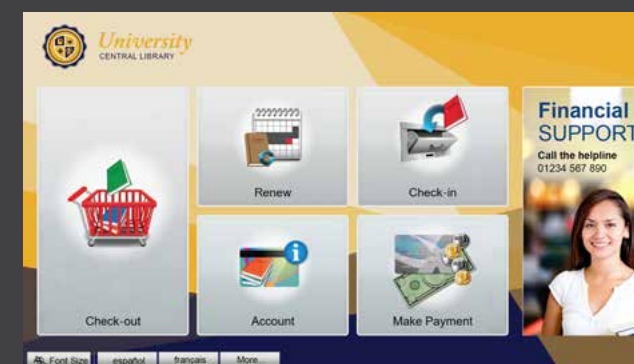 University
CENTRAL LIBRARY
Financial
SUPPORT
Call the helpline
01234 567 890
Renew
Check-in
Check-out
Account
Make Payment
Font Size
español
français
More...